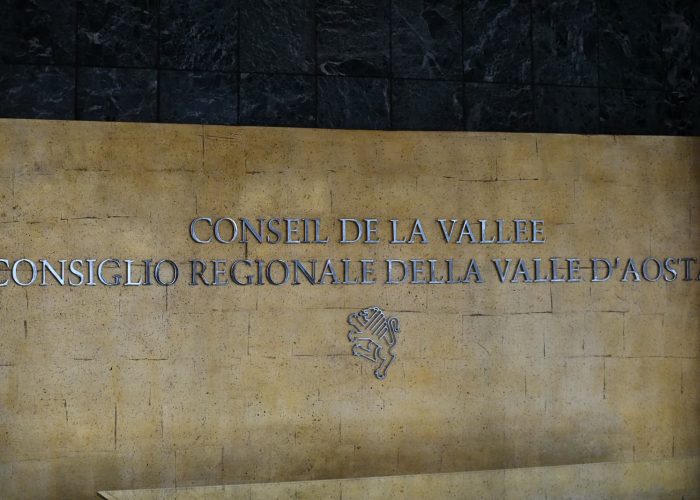 CONSEIL DE LA VALLEE
CONSIGLIO REGIONALE DELLA VALLE D'AOSTA